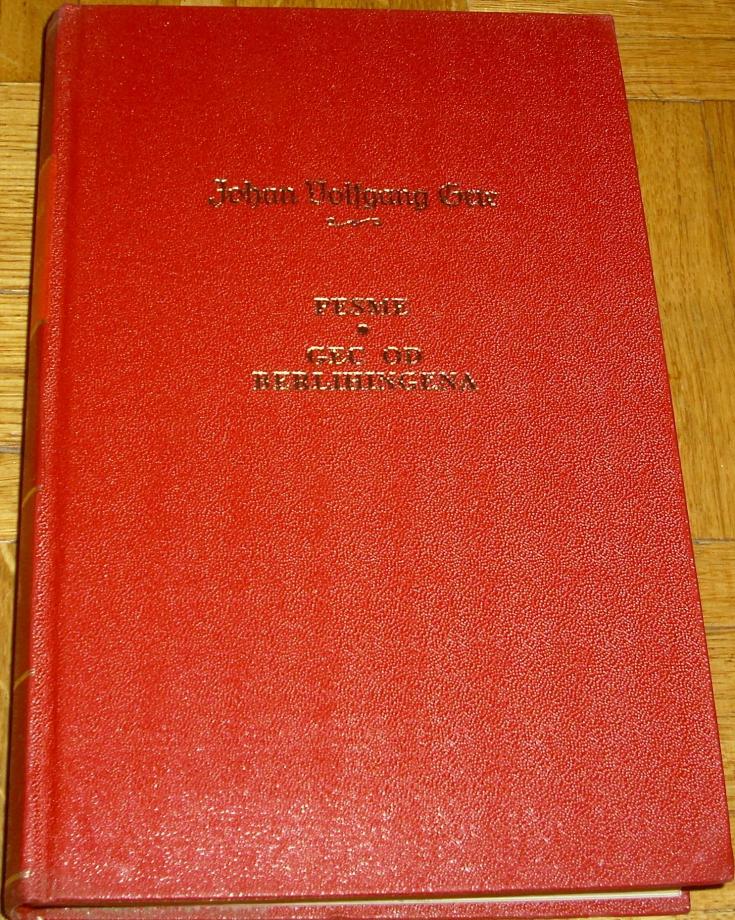 Johan Volfgang Gete
PESME
•
GEC OD
BERLIHINGENA